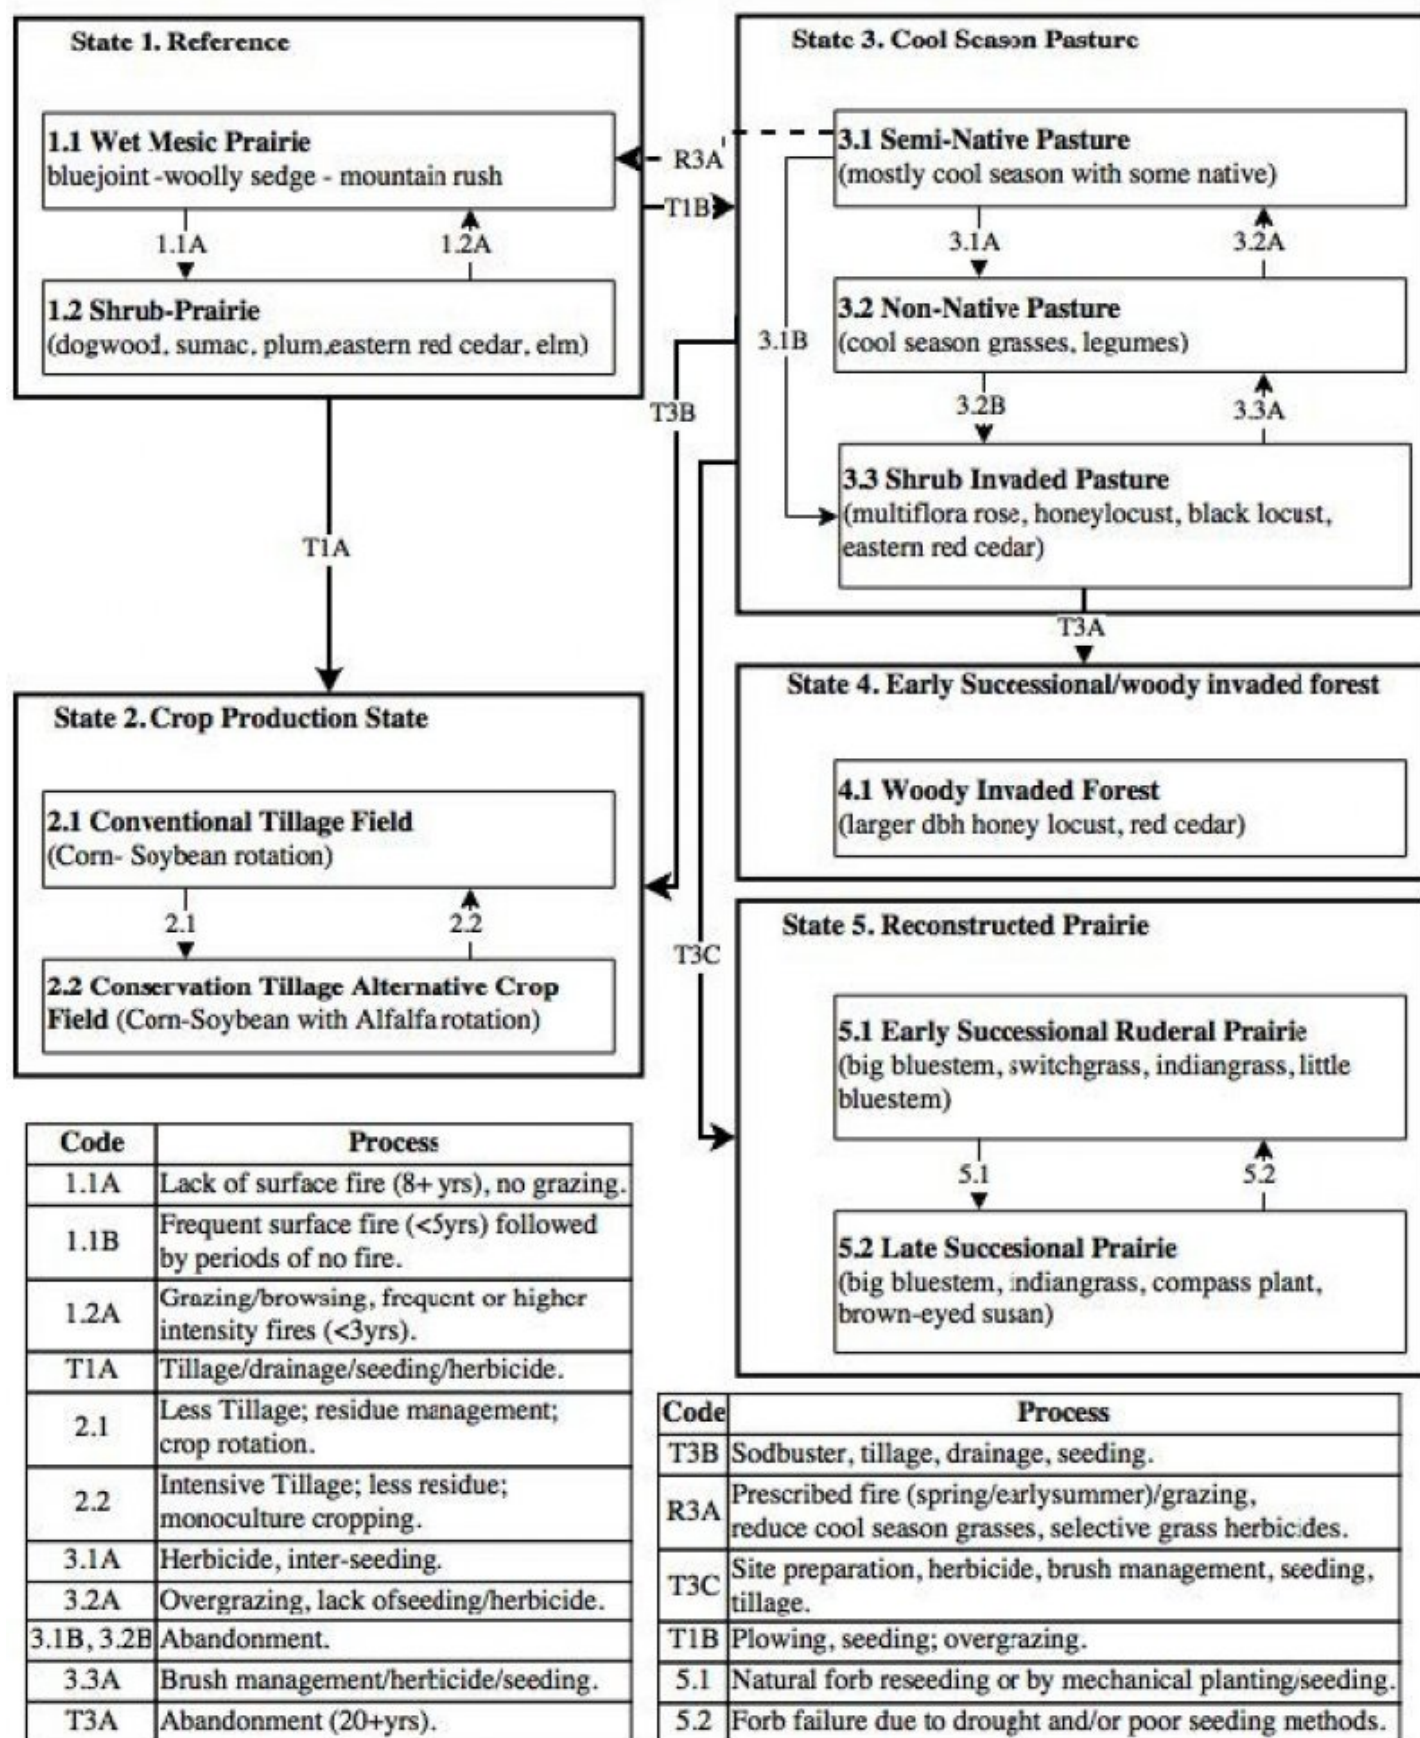 State 1. Reference
1.1 Wet Mesic Prairie
bluejoint -woolly sedge - mountain rush
1.1A
1.2A
1.2 Shrub-Prairie
(dogwood, sumac, plum,eastern red cedar, elm)
R3A
T1B
T3B
T1A
T3C
State 2. Crop Production State
2.1 Conventional Tillage Field
(Corn- Soybean rotation)
2.1
2.2
2.2 Conservation Tillage Alternative Crop
Field (Corn-Soybean with Alfalfa rotation)
State 3. Cool Season Pasture
3.1 Semi-Native Pasture
(mostly cool season with some native)
3.1A
3.2A
3.1B
3.2 Non-Native Pasture
(cool season grasses, legumes)
3.2B
3.3A
3.3 Shrub Invaded Pasture
(multiflora rose, honeylocust, black locust,
eastern red cedar)
T3A
State 4. Early Successional/woody invaded forest
4.1 Woody Invaded Forest
(larger dbh honey locust, red cedar)
State 5. Reconstructed Prairie
5.1 Early Successional Ruderal Prairie
(big bluestem, switchgrass, indiangrass, little
bluestem)
5.1
5.2
5.2 Late Succesional Prairie
(big bluestem, indiangrass, compass plant,
brown-eyed susan)
Code Process
1.1A Lack of surface fire (8+ yrs), no grazing.
1.1B Frequent surface fire (<5yrs) followed
by periods of no fire.
1.2A Grazing/browsing, frequent or higher
intensity fires (<3yrs).
T1A Tillage/drainage/seeding/herbicide.
2.1 Less Tillage; residue management;
crop rotation.
2.2 Intensive Tillage; less residue;
monoculture cropping.
3.1A Herbicide, inter-seeding.
3.2A Overgrazing, lack ofseeding/herbicide.
3.1B, 3.2B Abandonment.
3.3A Brush management/herbicide/seeding.
T3A Abandonment (20+yrs).
Code Process
T3B Sodbuster, tillage, drainage, seeding.
R3A Prescribed fire (spring/earlysummer)/grazing,
reduce cool season grasses, selective grass herbicides.
T3C Site preparation, herbicide, brush management, seeding,
tillage.
T1B Plowing, seeding; overgrazing.
5.1 Natural forb reseeding or by mechanical planting/seeding.
5.2 Forb failure due to drought and/or poor seeding methods.